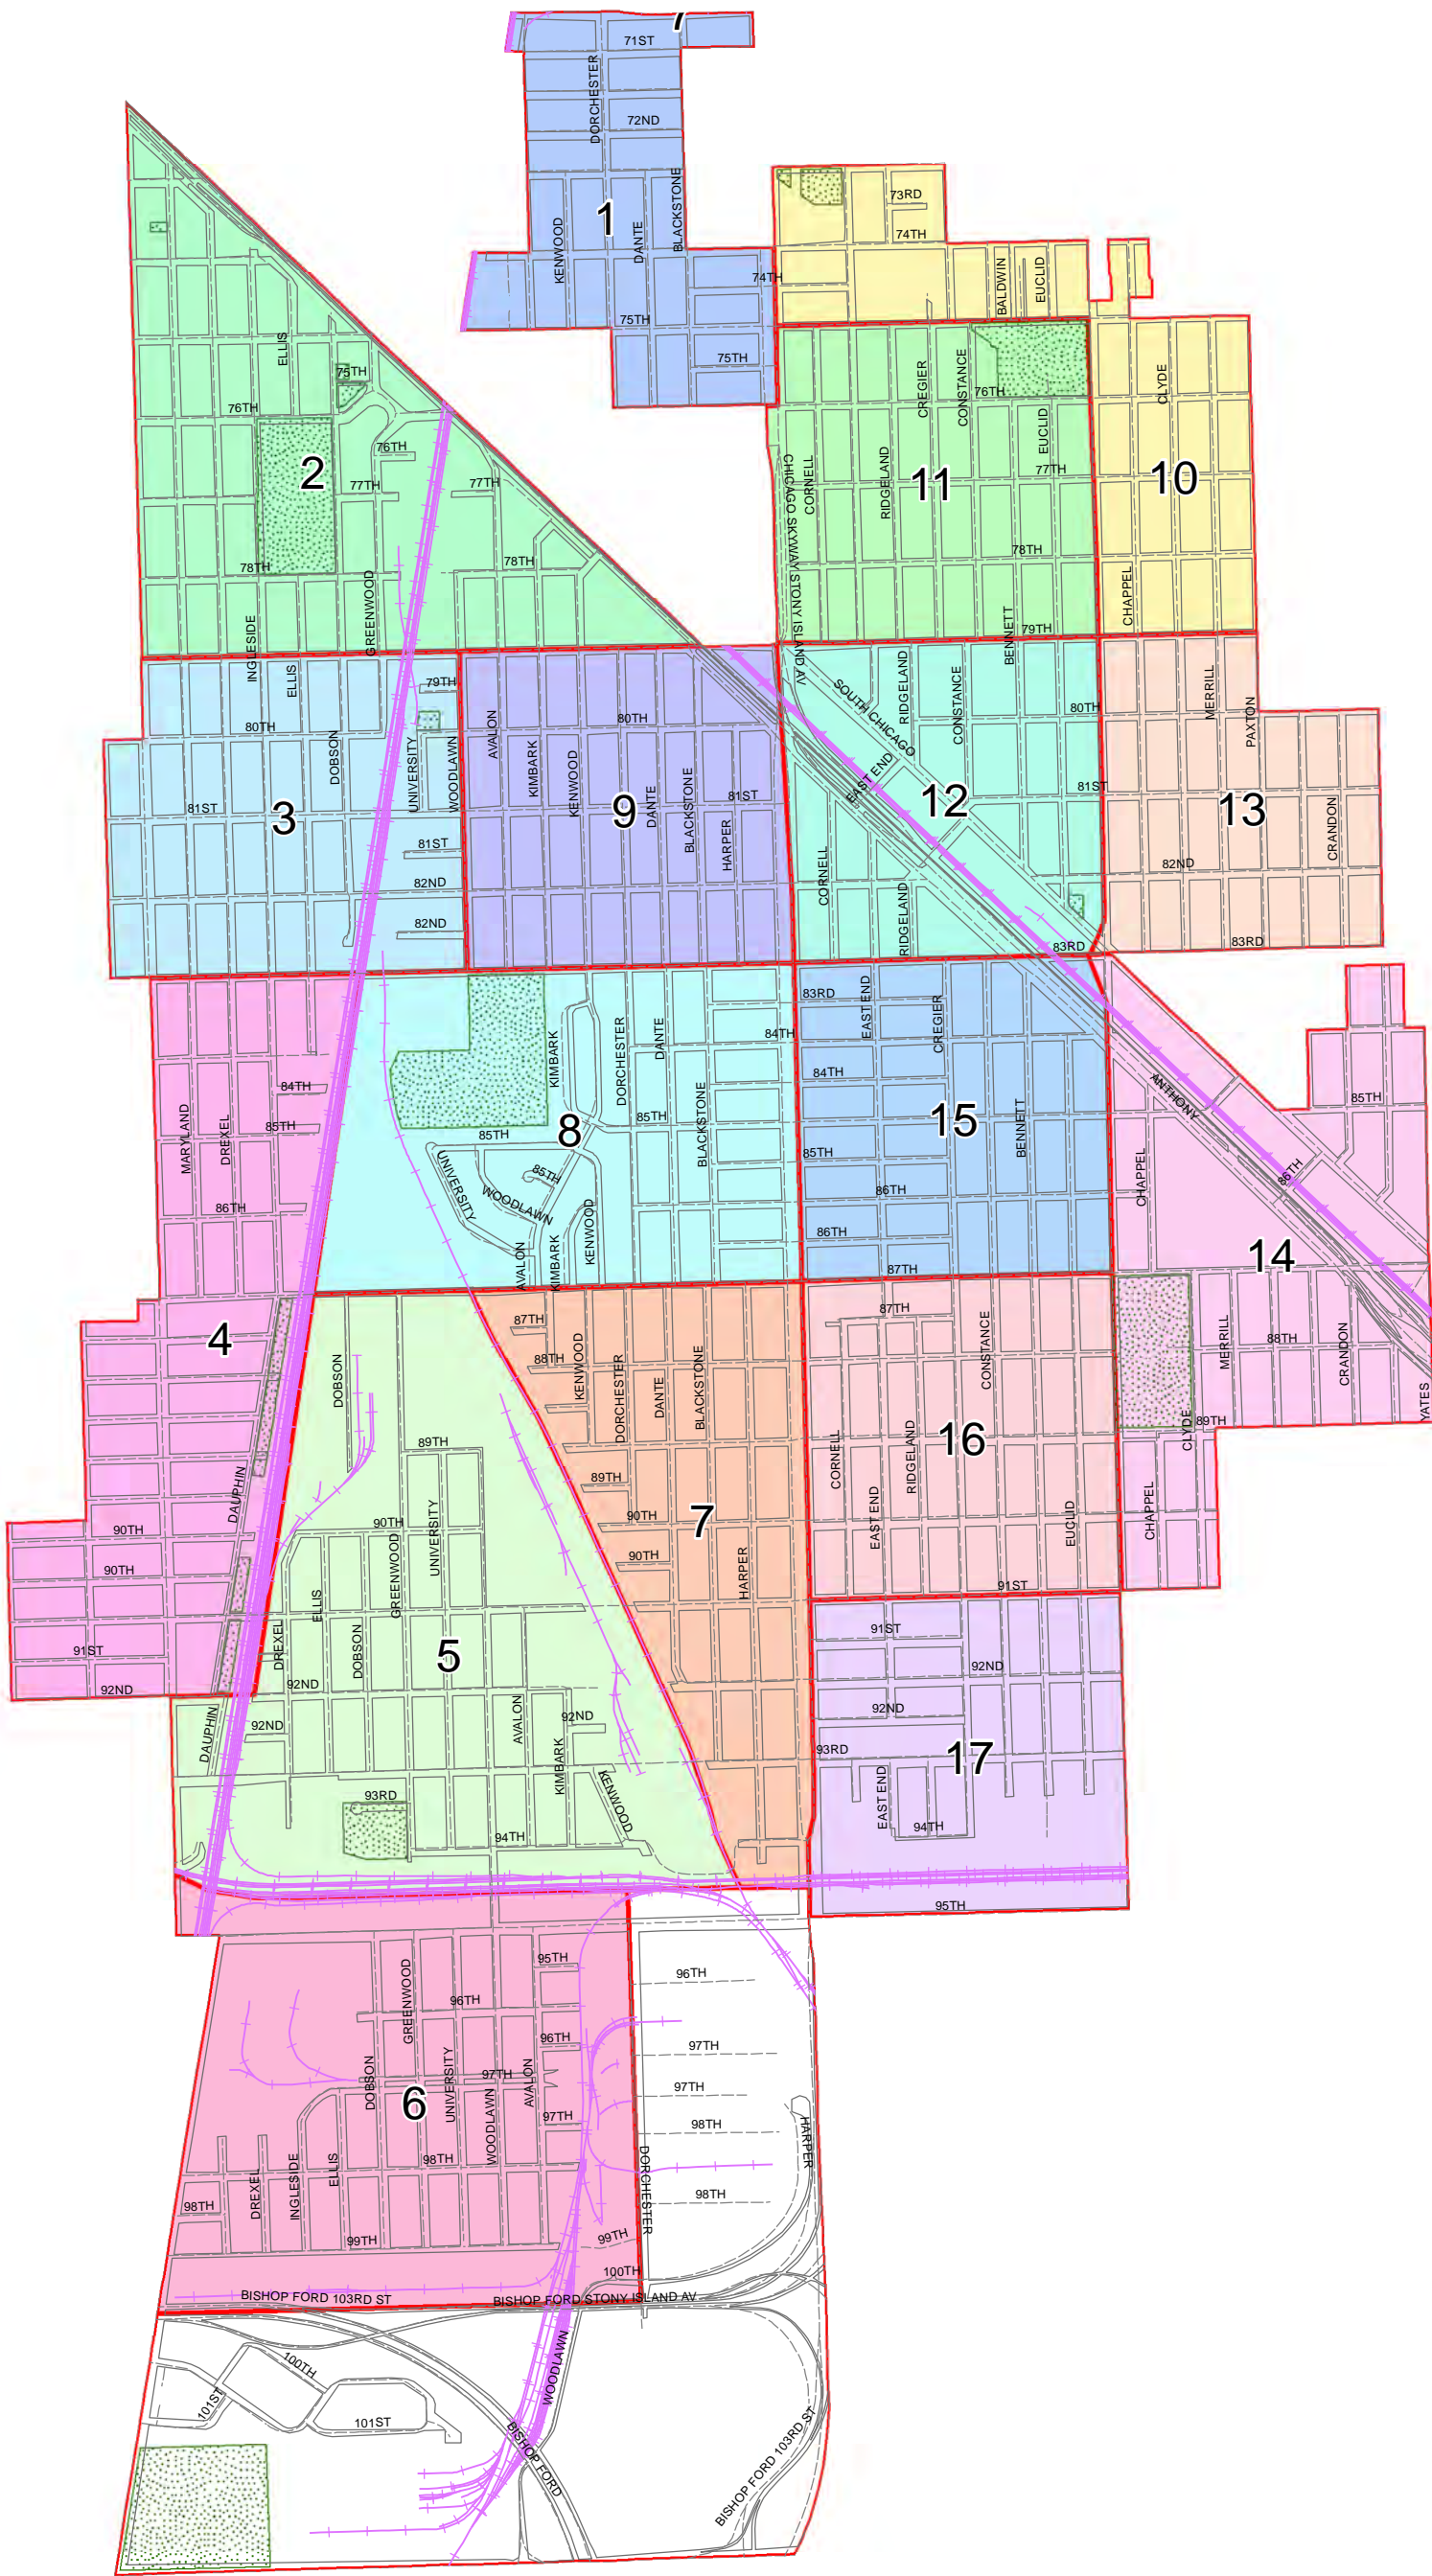 7
71ST
DORCHESTER
72ND
1
BLACKSTONE
KENWOOD
DANTE
74TH
75TH
75TH
73RD
74TH
BALDWIN
EUCLID
ELLIS
75TH
76TH
76TH
2
77TH
77TH
78TH
78TH
INGLESIDE
GREENWOOD
CREGIER
CONSTANCE
76TH
EUCLID
RIDGELAND
CORNELL
CHICAGO SKYWAY STONY ISLAND AV
11
77TH
78TH
79TH
BENNETT
CLYDE
10
CHAPPEL
ELLIS
79TH
80TH
DOBSON
UNIVERSITY
WOODLAWN
81ST
3
81ST
82ND
82ND
AVALON
80TH
KIMBARK
KENWOOD
9
DANTE
BLACKSTONE
81ST
HARPER
SOUTH CHICAGO
RIDGELAND
CONSTANCE
80TH
EAST END
81ST
12
CORNELL
RIDGELAND
83RD
MERRILL
PAXTON
13
CRANDON
82ND
83RD
84TH
MARYLAND
DREXEL
85TH
86TH
4
DAUPHIN
90TH
90TH
91ST
92ND
KIMBARK
DORCHESTER
DANTE
84TH
8
85TH
85TH
85TH
BLACKSTONE
UNIVERSITY
WOODLAWN
AVALON
KIMBARK
KENWOOD
83RD
EAST END
CREGIER
84TH
15
BENNETT
85TH
86TH
86TH
87TH
ANTHONY
85TH
CHAPPEL
86TH
14
MERRILL
88TH
CRANDON
YATES
89TH
CLYDE
CHAPPEL
DOBSON
89TH
UNIVERSITY
90TH
GREENWOOD
ELLIS
DREXEL
DOBSON
5
92ND
92ND
DAUPHIN
AVALON
92ND
KIMBARK
KENWOOD
93RD
94TH
87TH
88TH
KENWOOD
DORCHESTER
DANTE
BLACKSTONE
89TH
90TH
7
90TH
HARPER
87TH
CONSTANCE
16
CORNELL
RIDGELAND
EAST END
EUCLID
91ST
91ST
92ND
92ND
93RD
17
EAST END
94TH
95TH
95TH
GREENWOOD
96TH
96TH
DOBSON
UNIVERSITY
97TH
AVALON
6
WOODLAWN
97TH
98TH
DREXEL
INGLESIDE
ELLIS
98TH
99TH
99TH
100TH
96TH
97TH
97TH
98TH
HARPER
DORCHESTER
98TH
BISHOP FORD 103RD ST
BISHOP FORD STONY ISLAND AV
100TH
WOODLAWN
101ST
101ST
BISHOP FORD
BISHOP FORD 103RD ST